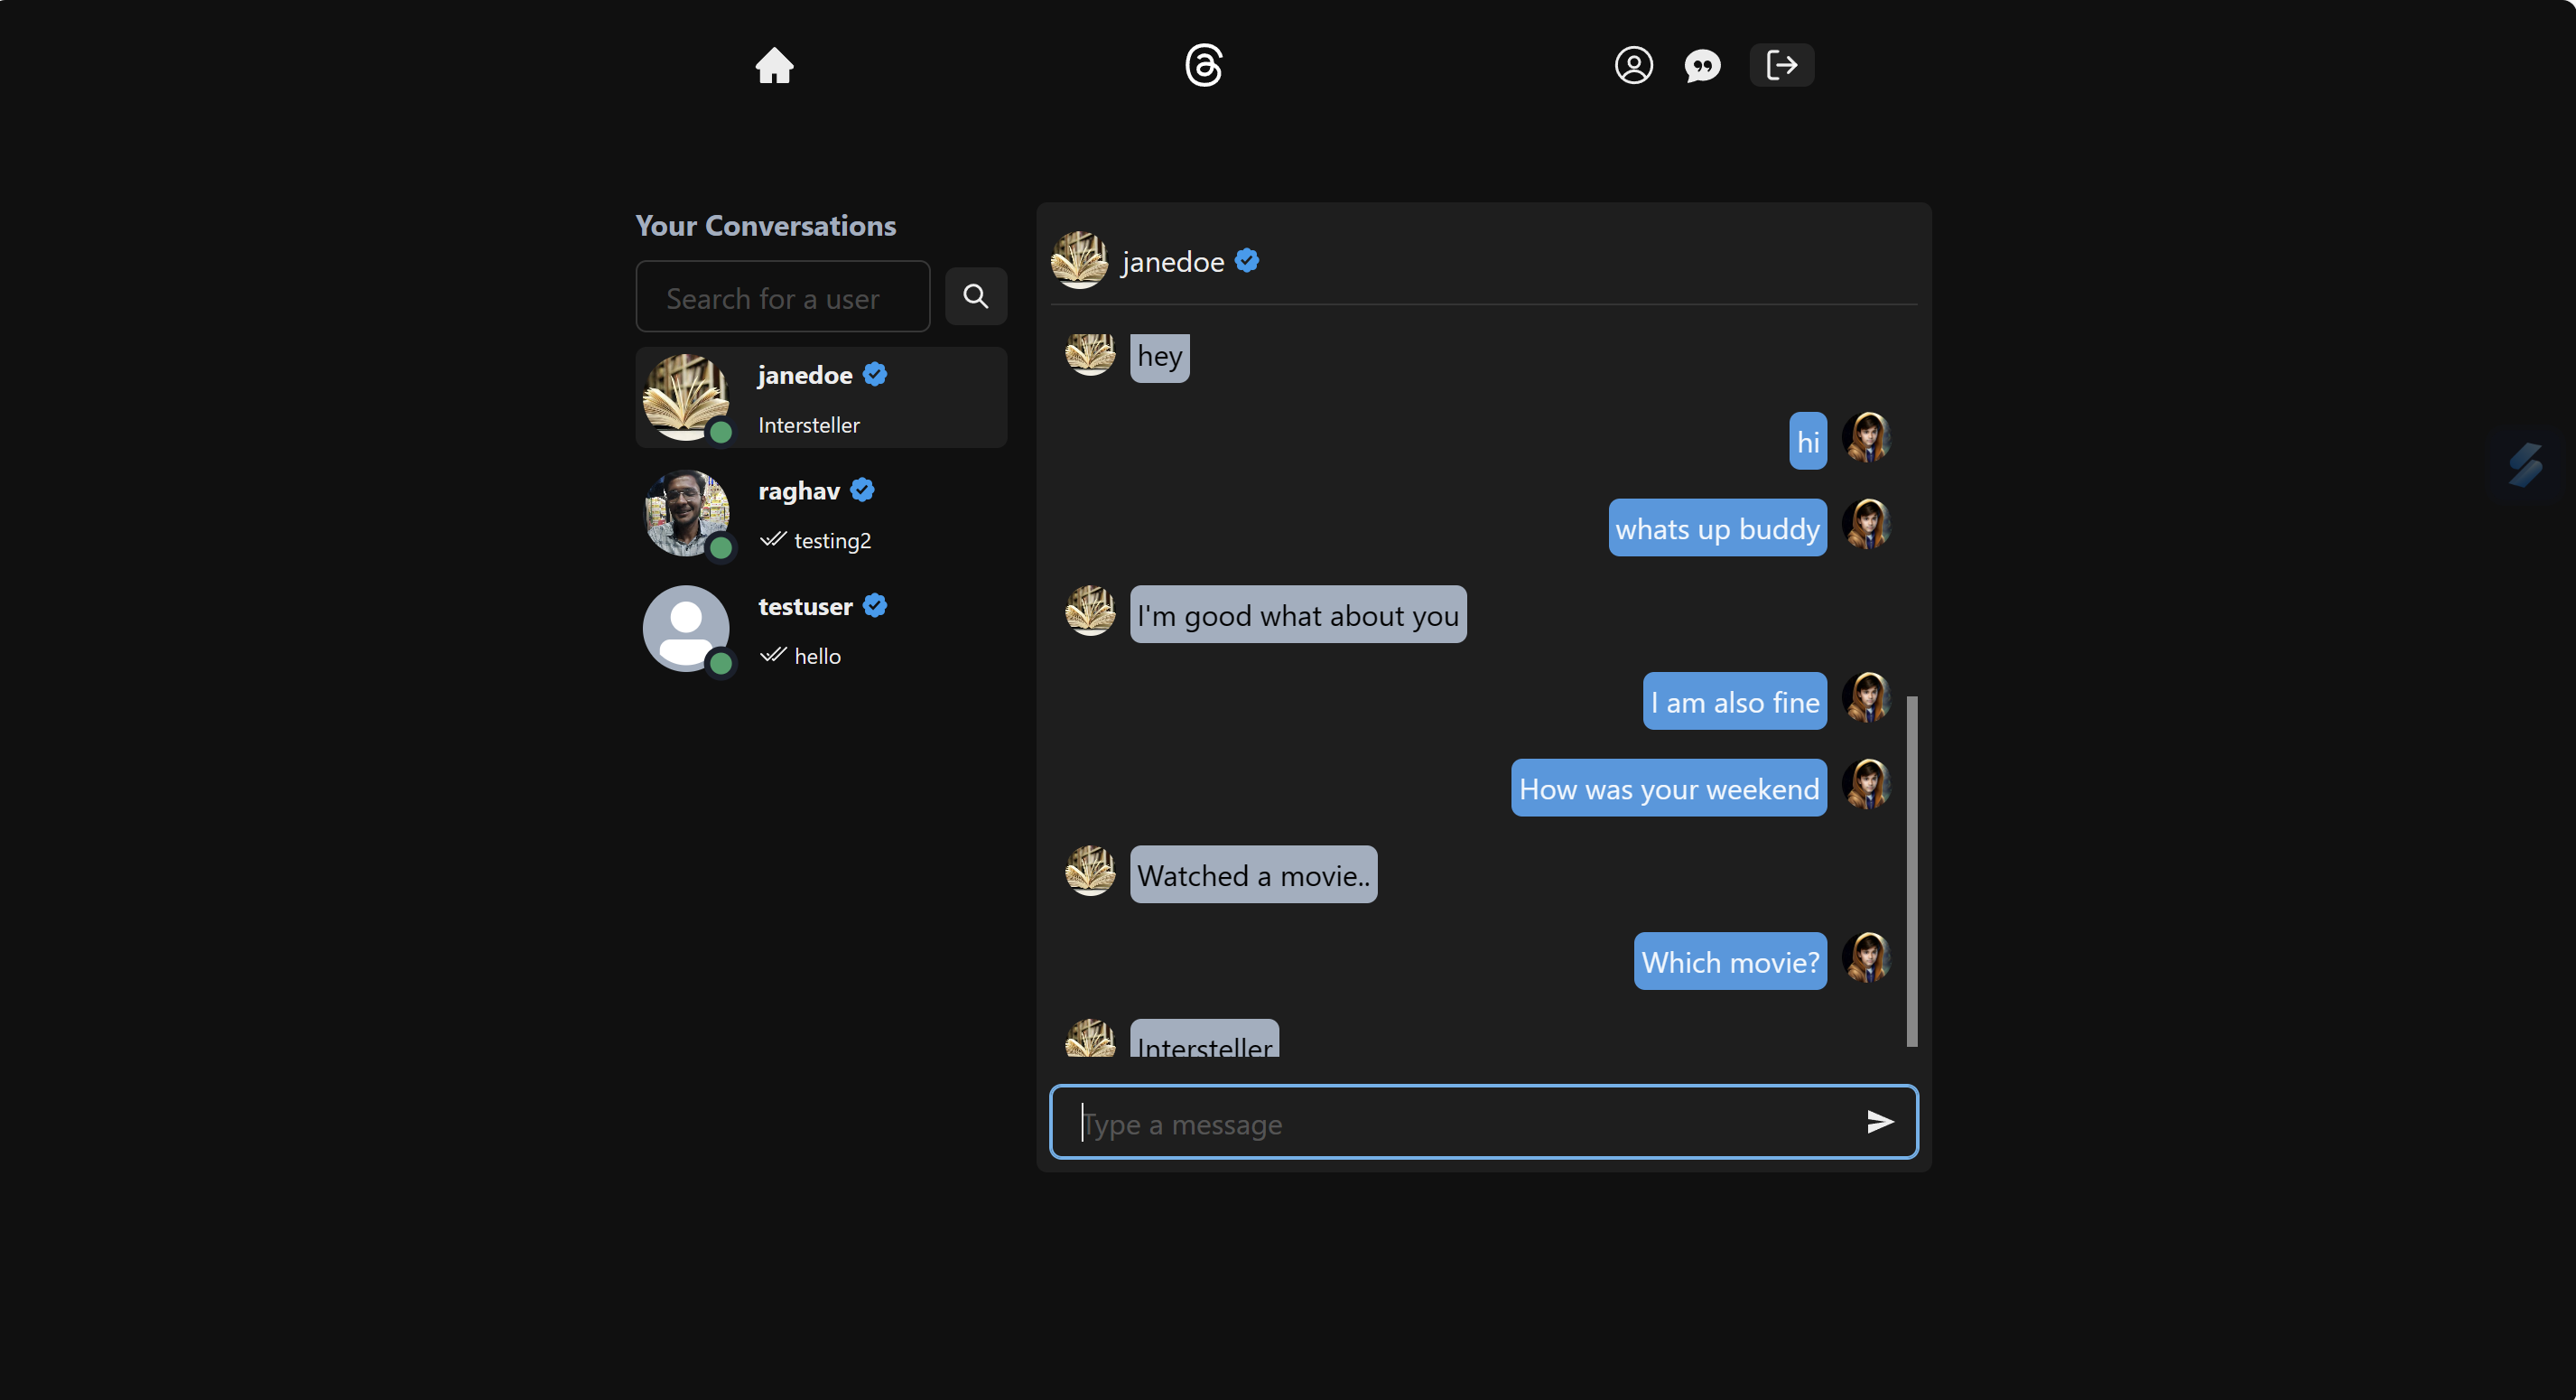 Your Conversations
Search for a user
janedoe
Intersteller
raghav
testing2
testuser
hello
janedoe
hey
hi
whats up buddy
I'm good what about you
I am also fine
How was your weekend
Watched a movie..
Which movie?
Intersteller
Type a message